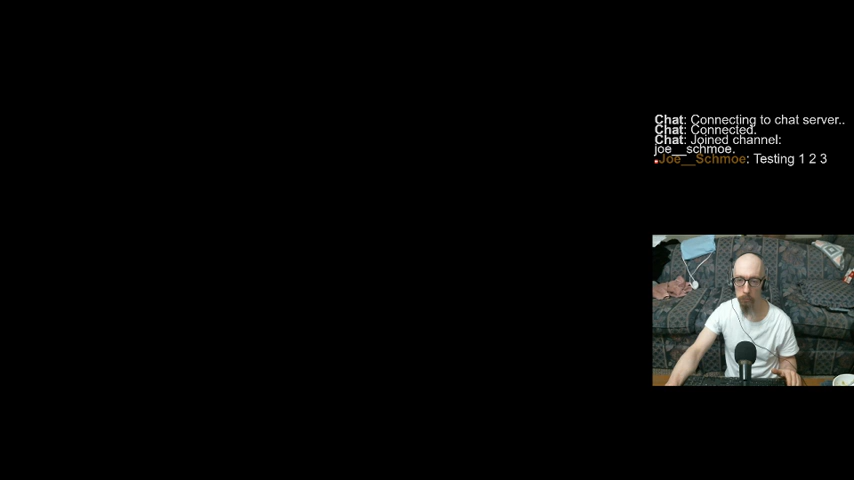 Chat: Connecting to chat server..
Chat: Connected.
Chat: Joined channel:
joe__schmoe.
Joe__Schmoe: Testing 1 2 3